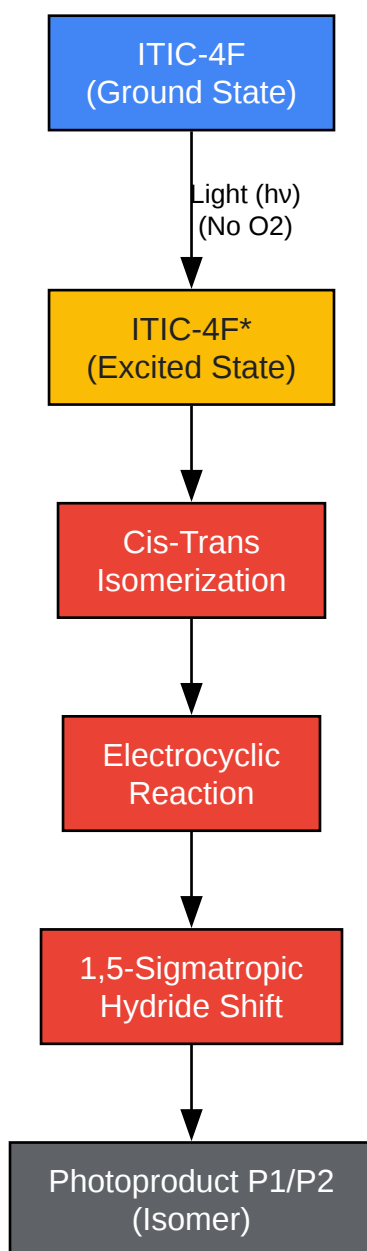 ITIC-4F
(Ground State)
Light (hν)
(No O2)
ITIC-4F*
(Excited State)
Cis-Trans
Isomerization
Electrocyclic
Reaction
1,5-Sigmatropic
Hydride Shift
Photoproduct P1/P2
(Isomer)